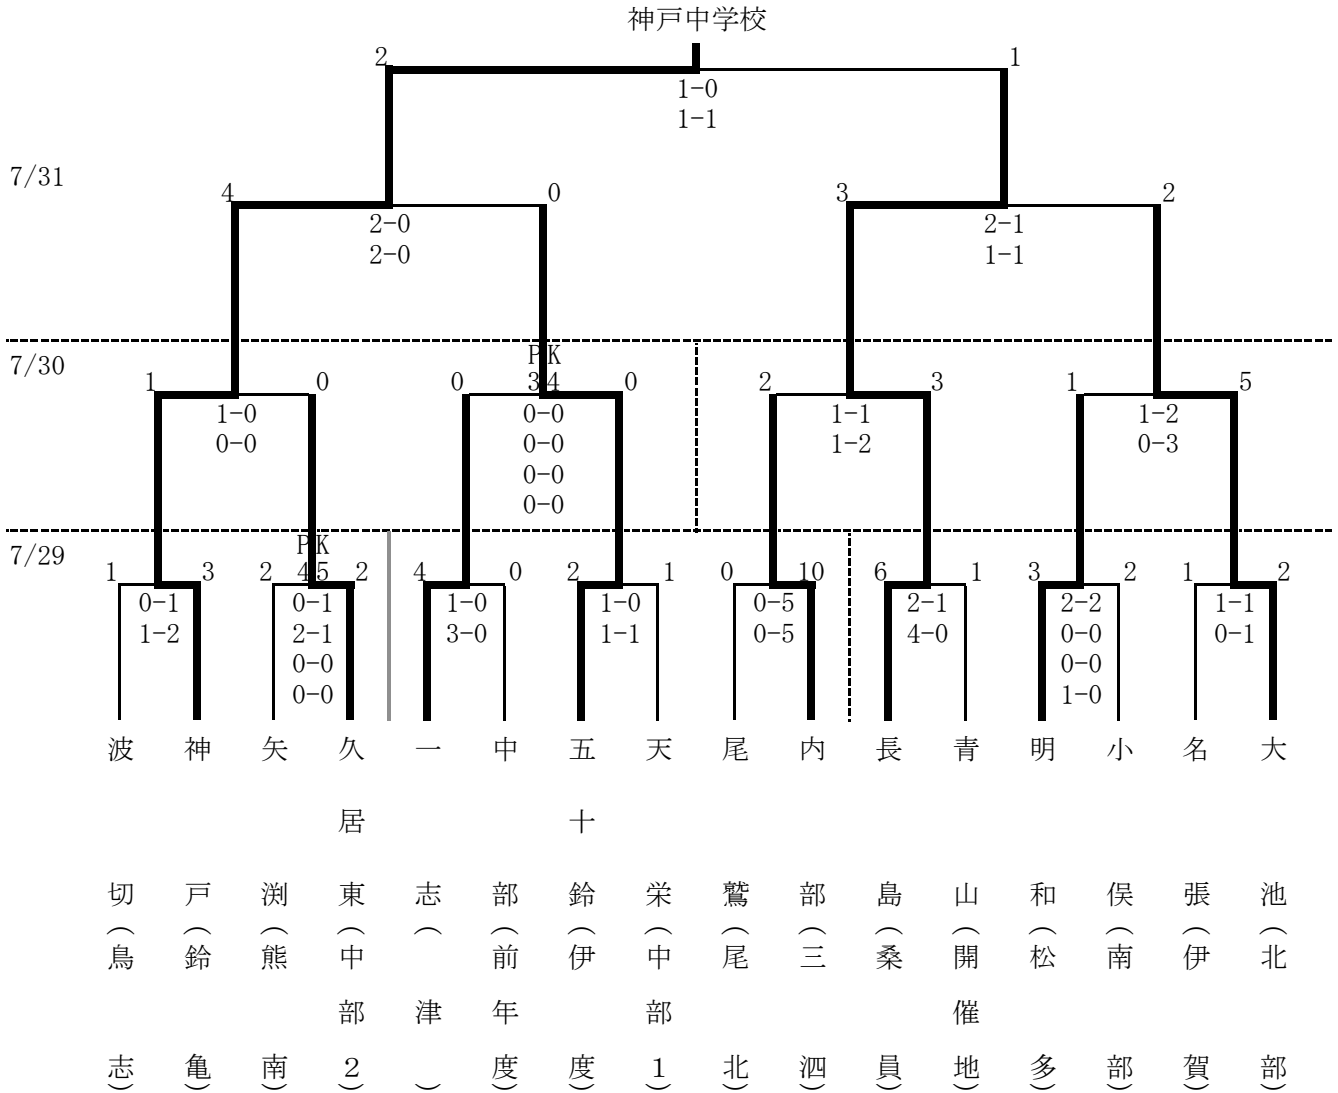 神戸中学校
2 1
1-0
1-1
7/31
4 0 3 2
2-0 2-1
2-0 1-1
7/30
PK
1 0 0 34 0 2 3 1 5
1-0 0-0 1-1 1-2
0-0 0-0 1-2 0-3
0-0
0-0
7/29
PK
1 3 2 45 2 4 0 2 1 0 10 6 1 3 2 1 2
0-1 0-1 1-0 1-0 0-5 2-1 2-2 1-1
1-2 2-1 3-0 1-1 0-5 4-0 0-0 0-1
0-0 0-0
0-0 1-0
波切(鳥志)
神戸(鈴亀)
矢渕(熊南)
久居東(中部2)
一志(津)
中部(前年度)
五十鈴(伊度)
天栄(中部1)
尾鷲(尾北)
内部(三泗)
長島(桑員)
青山(開催地)
明和(松多)
小俣(南部)
名張(伊賀)
大池(北部)